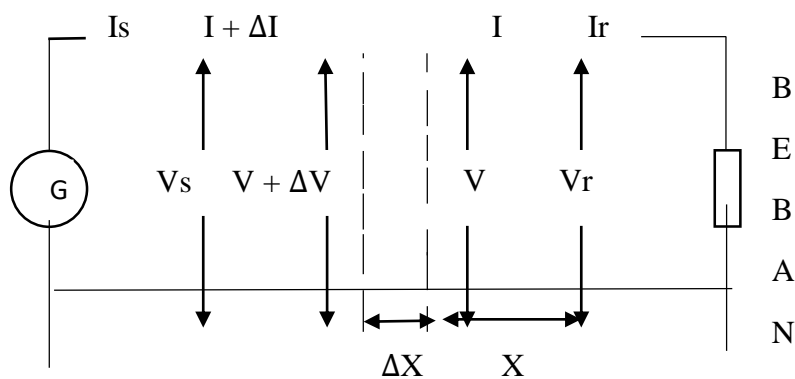 Is I + ΔI I Ir
G
Vs V + ΔV V Vr
ΔX X
B
E
B
A
N